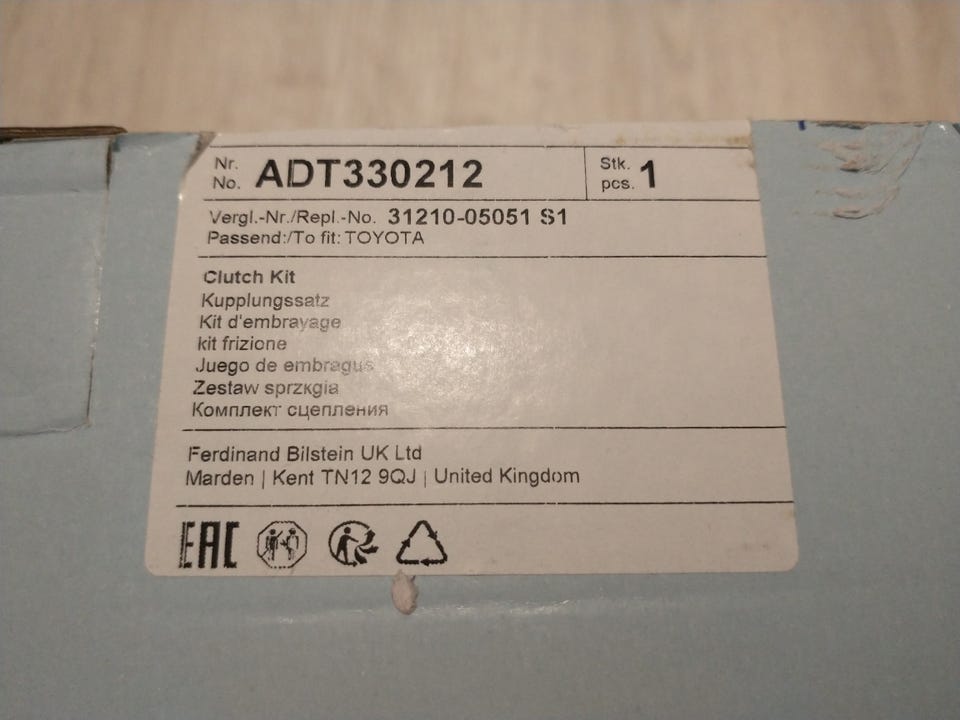 Nr.
No. ADT330212
Stk.
pcs. 1
Vergl.-Nr./Repl.-No. 31210-05051 S1
Passend:/To fit: TOYOTA
Clutch Kit
Kupplungssatz
Kit d'embrayage
kit frizione
Juego de embragus
Zestaw sprzкgia
Комплект сцепления
Ferdinand Bilstein UK Ltd
Marden | Kent TN12 9QJ | United Kingdom
EAC